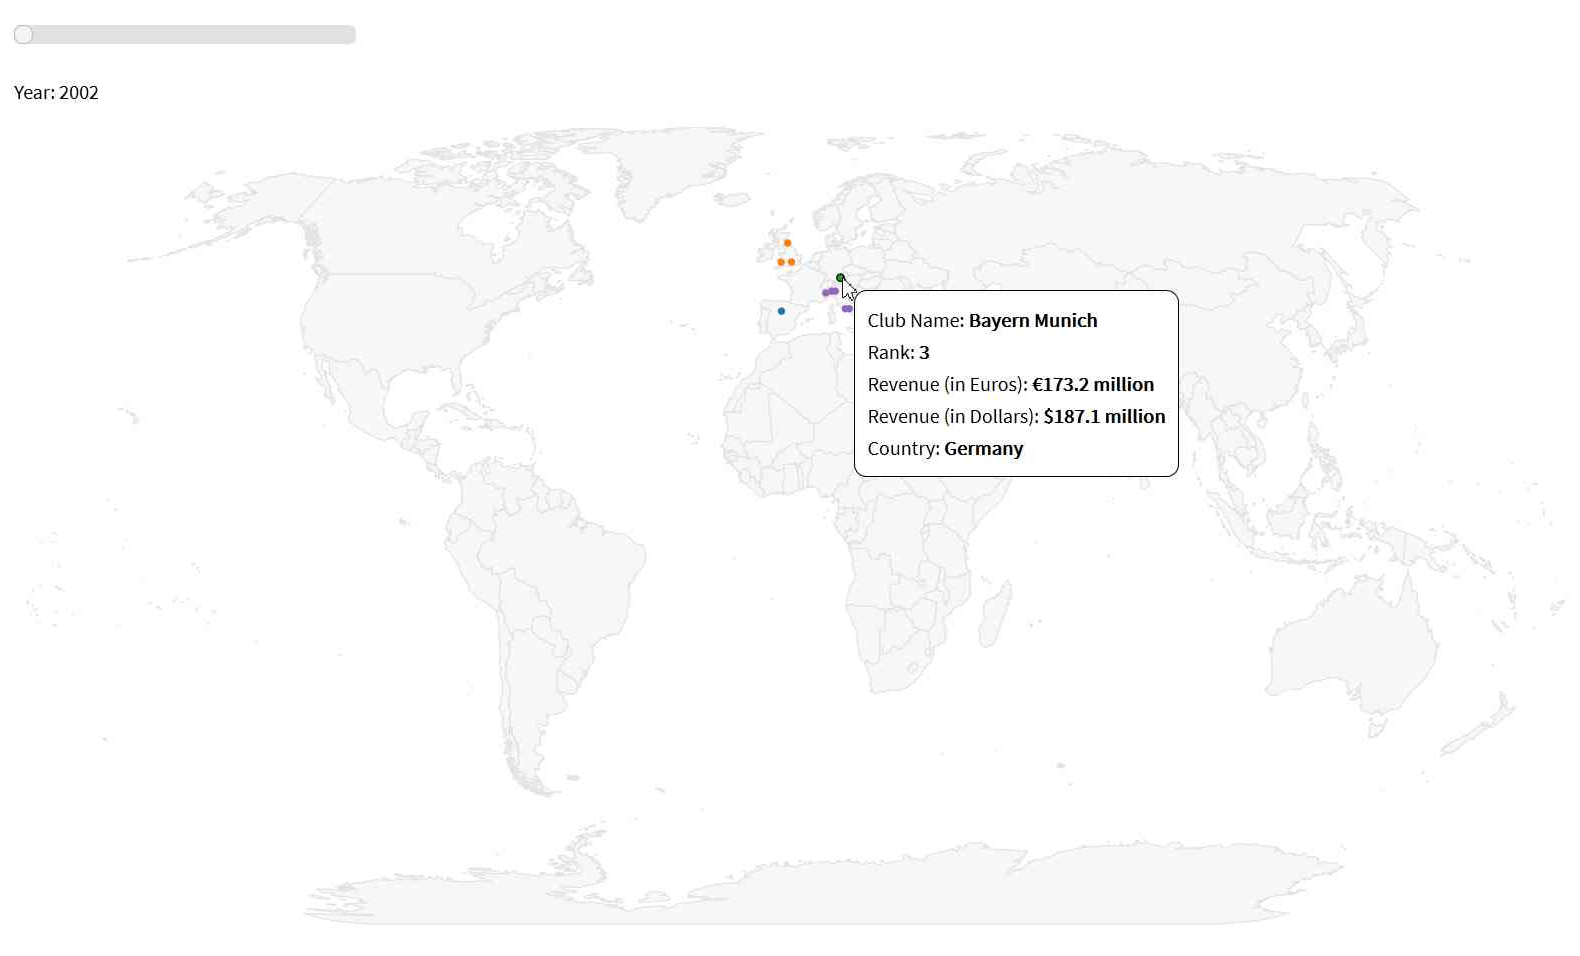 Year: 2002
Club Name: Bayern Munich
Rank: 3
Revenue (in Euros): €173.2 million
Revenue (in Dollars): $187.1 million
Country: Germany